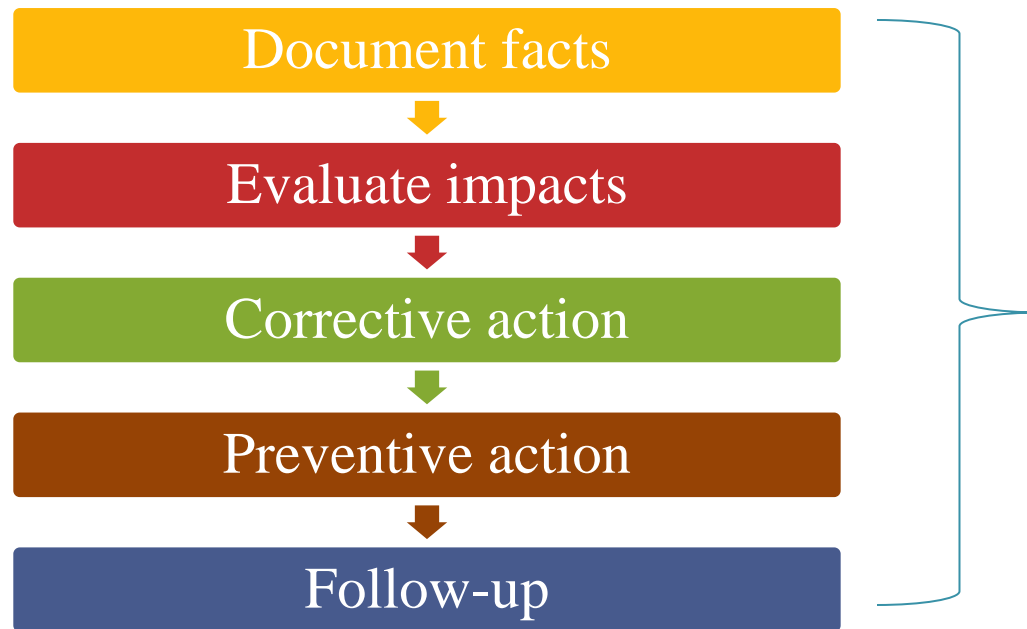 Document facts
Evaluate impacts
Corrective action
Preventive action
Follow-up